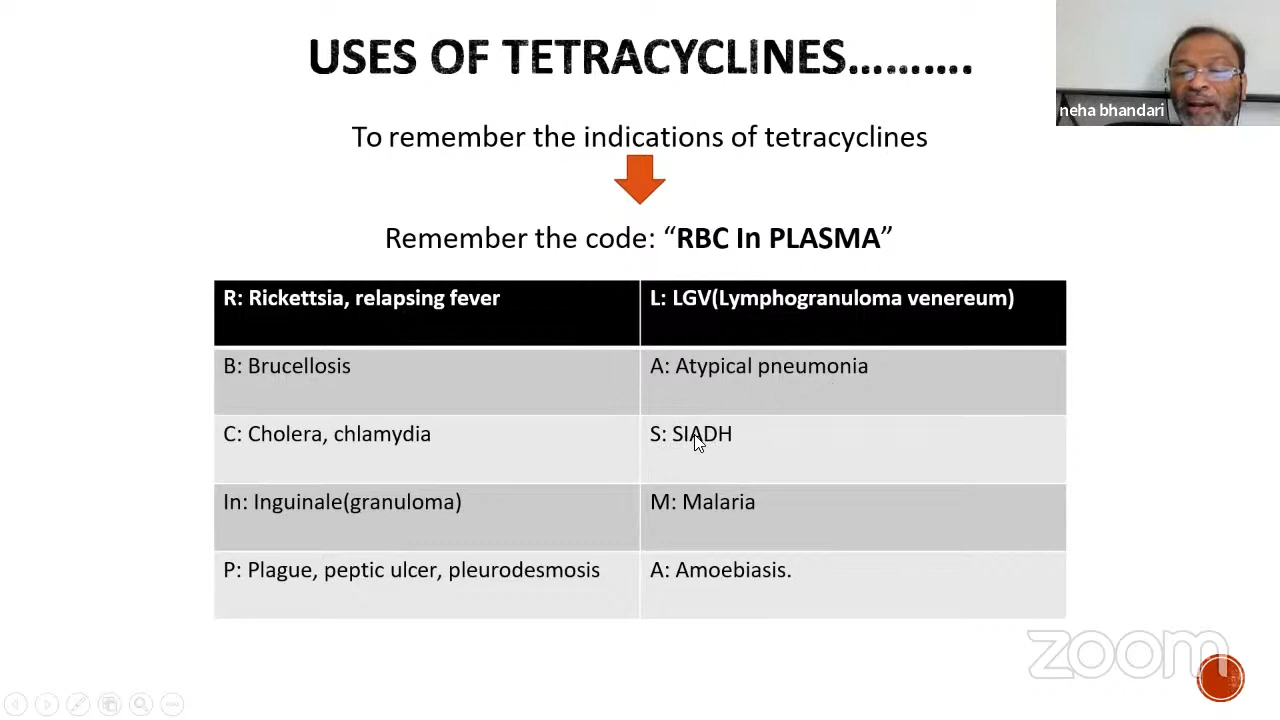 USES OF TETRACYCLINES……….
neha bhandari
To remember the indications of tetracyclines
Remember the code: “RBC In PLASMA”
R: Rickettsia, relapsing fever
L: LGV(Lymphogranuloma venereum)
B: Brucellosis
A: Atypical pneumonia
C: Cholera, chlamydia
S: SIADH
In: Inguinale(granuloma)
M: Malaria
P: Plague, peptic ulcer, pleurodesmosis
A: Amoebiasis.
zoom